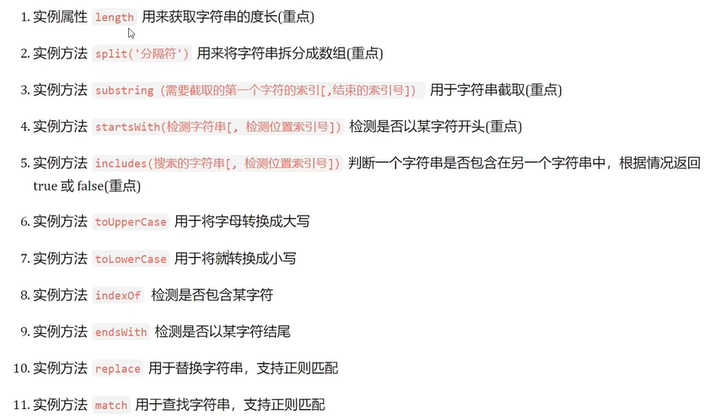 1. 实例属性 length 用来获取字符串的度长(重点)
2. 实例方法 split('分隔符') 用来将字符串拆分成数组(重点)
3. 实例方法 substring（需要截取的第一个字符的索引[,结束的索引号]） 用于字符串截取(重点)
4. 实例方法 startsWith(检测字符串[, 检测位置索引号]) 检测是否以某字符开头(重点)
5. 实例方法 includes(搜索的字符串[, 检测位置索引号]) 判断一个字符串是否包含在另一个字符串中，根据情况返回
true 或 false(重点)
6. 实例方法 toUpperCase 用于将字母转换成大写
7. 实例方法 toLowerCase 用于将就转换成小写
8. 实例方法 indexOf 检测是否包含某字符
9. 实例方法 endsWith 检测是否以某字符结尾
10. 实例方法 replace 用于替换字符串，支持正则匹配
11. 实例方法 match 用于查找字符串，支持正则匹配